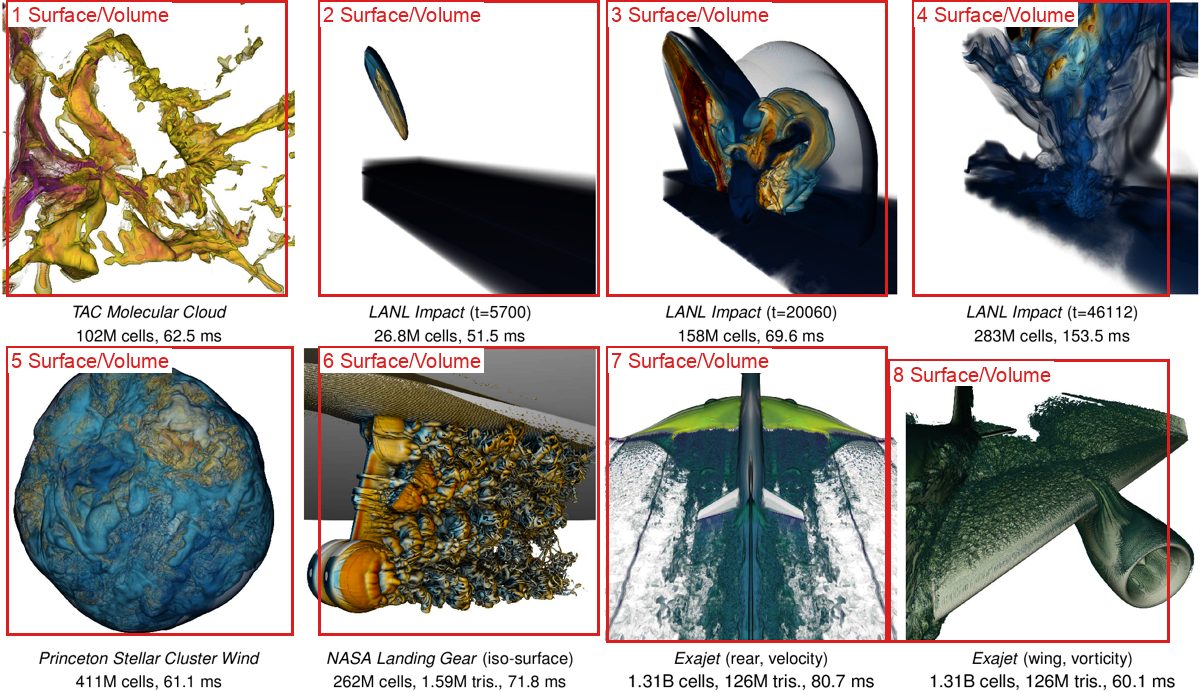 1 Surface/Volume
2 Surface/Volume
3 Surface/Volume
4 Surface/Volume
TAC Molecular Cloud
102M cells, 62.5 ms
LANL Impact (t=5700)
26.8M cells, 51.5 ms
LANL Impact (t=20060)
158M cells, 69.6 ms
LANL Impact (t=46112)
283M cells, 153.5 ms
5 Surface/Volume
6 Surface/Volume
7 Surface/Volume
8 Surface/Volume
Princeton Stellar Cluster Wind
411M cells, 61.1 ms
NASA Landing Gear (iso-surface)
262M cells, 1.59M tris., 71.8 ms
Exajet (rear, velocity)
1.31B cells, 126M tris., 80.7 ms
Exajet (wing, vorticity)
1.31B cells, 126M tris., 60.1 ms